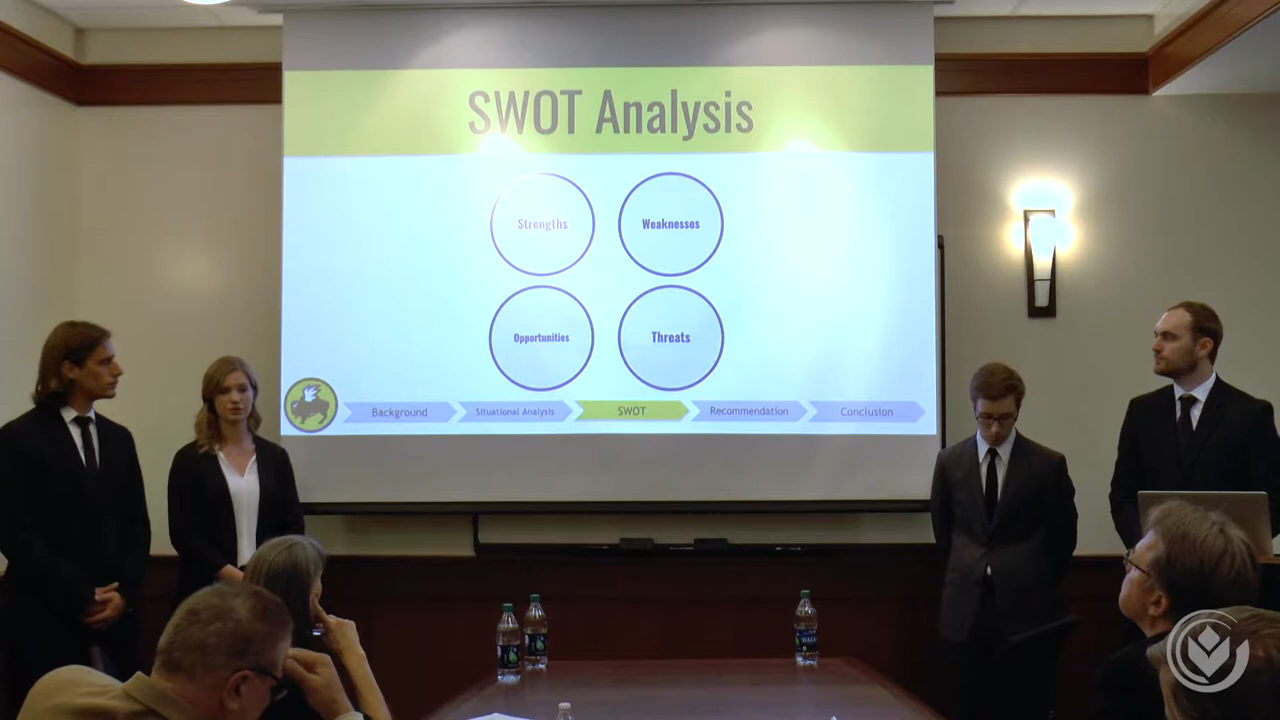 SWOT Analysis
Strengths
Weaknesses
Opportunities
Threats
Background
Situational Analysis
SWOT
Recommendation
Conclusion